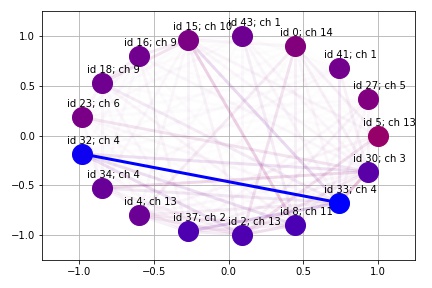 id 43; ch 1
id 15; ch 10
id 0; ch 14
id 16; ch 9
id 41; ch 1
id 18; ch 9
id 27; ch 5
id 23; ch 6
id 5; ch 13
id 32; ch 4
id 30; ch 3
id 34; ch 4
id 33; ch 4
id 4; ch 13
id 8; ch 11
id 37; ch 2
id 2; ch 13
1.0
0.5
0.0
−0.5
−1.0
−1.0 −0.5 0.0 0.5 1.0